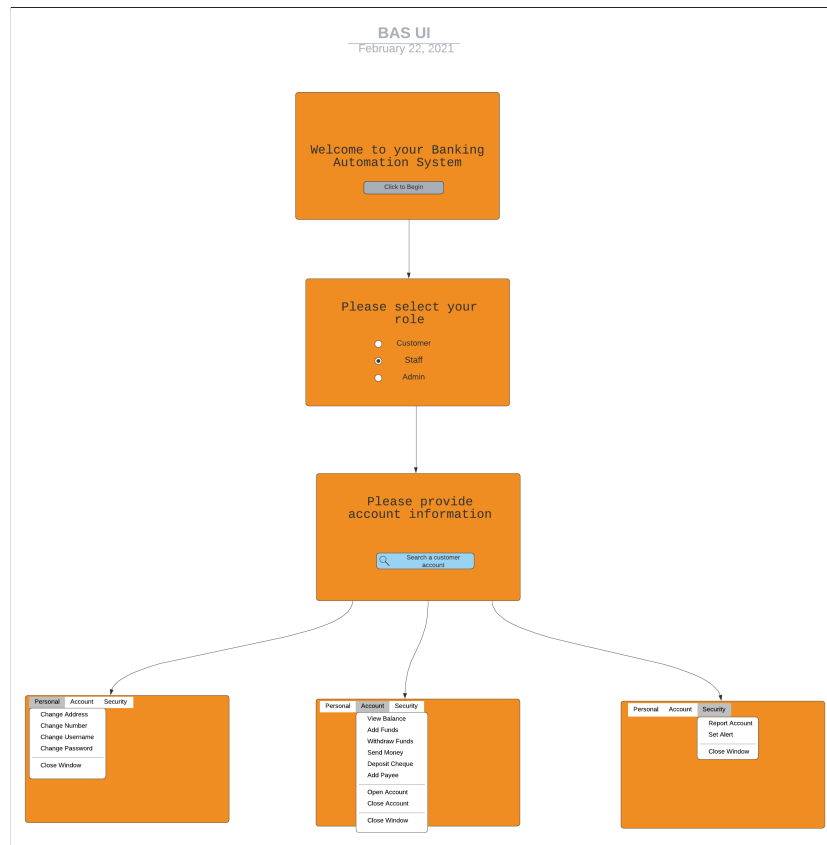 BAS UI
February 22, 2021
Welcome to your Banking
Automation System
Click to Begin
Please select your
role
Customer
Staff
Admin
Please provide
account information
Search a customer
account
Personal Account Security
Change Address
Change Number
Change Username
Change Password
Close Window
Personal Account Security
View Balance
Add Funds
Withdraw Funds
Send Money
Deposit Cheque
Add Payee
Open Account
Close Account
Close Window
Personal Account Security
Report Account
Set Alert
Close Window